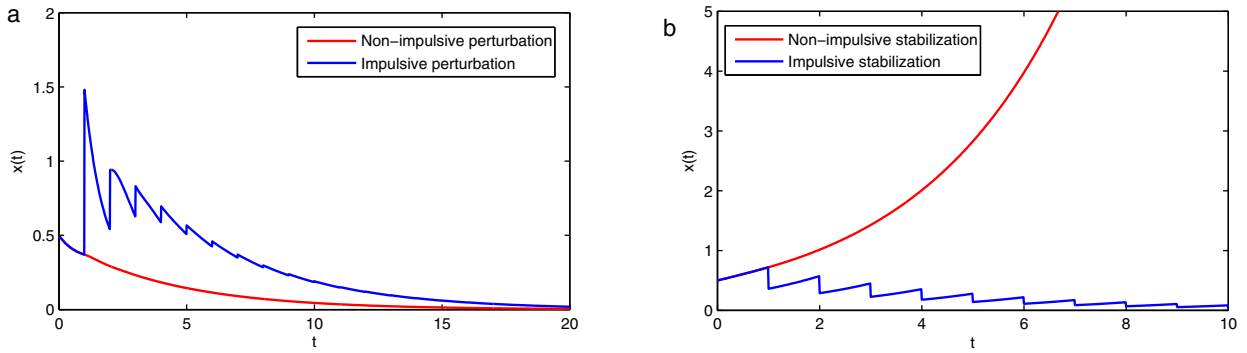 a
2
1.5
1
0.5
0
x(t)
Non−impulsive perturbation
Impulsive perturbation
0 5 10 15 20
t
b
5
4
3
2
1
0
x(t)
Non−impulsive stabilization
Impulsive stabilization
0 2 4 6 8 10
t